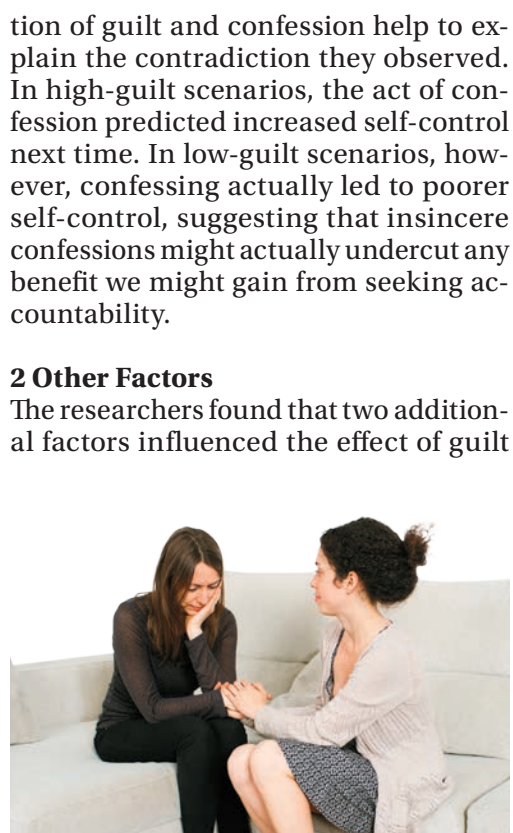 tion of guilt and confession help to ex-
plain the contradiction they observed.
In high-guilt scenarios, the act of con-
fession predicted increased self-control
next time. In low-guilt scenarios, how-
ever, confessing actually led to poorer
self-control, suggesting that insincere
confessions might actually undercut any
benefit we might gain from seeking ac-
countability.
2 Other Factors
The researchers found that two addition-
al factors influenced the effect of guilt